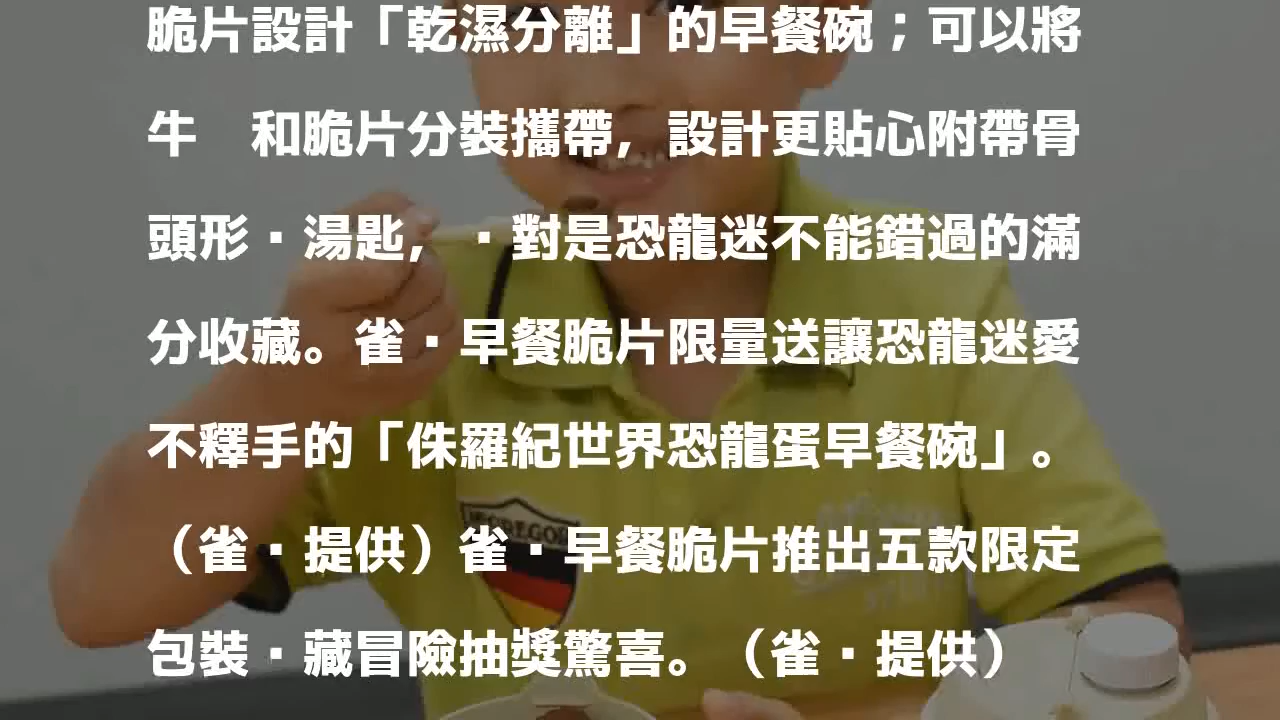 脆片設計「乾濕分離」的早餐碗；可以將
牛　和脆片分裝攜帶，設計更貼心附帶骨
頭形▪湯匙，▪對是恐龍迷不能錯過的滿
分收藏。雀▪早餐脆片限量送讓恐龍迷愛
不釋手的「侏羅紀世界恐龍蛋早餐碗」。
（雀▪提供）雀▪早餐脆片推出五款限定
包裝▪藏冒險抽獎驚喜。（雀▪提供）